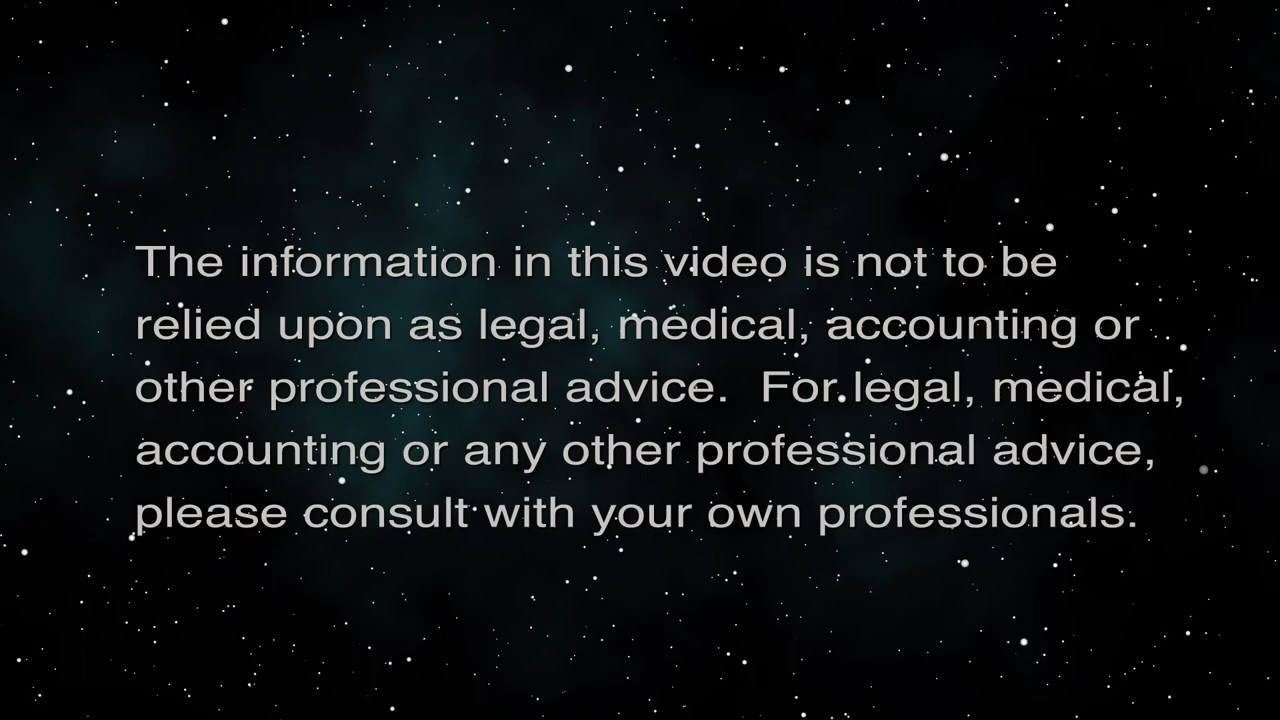 The information in this video is not to be
relied upon as legal, medical, accounting or
other professional advice.  For legal, medical,
accounting or any other professional advice,
please consult with your own professionals.